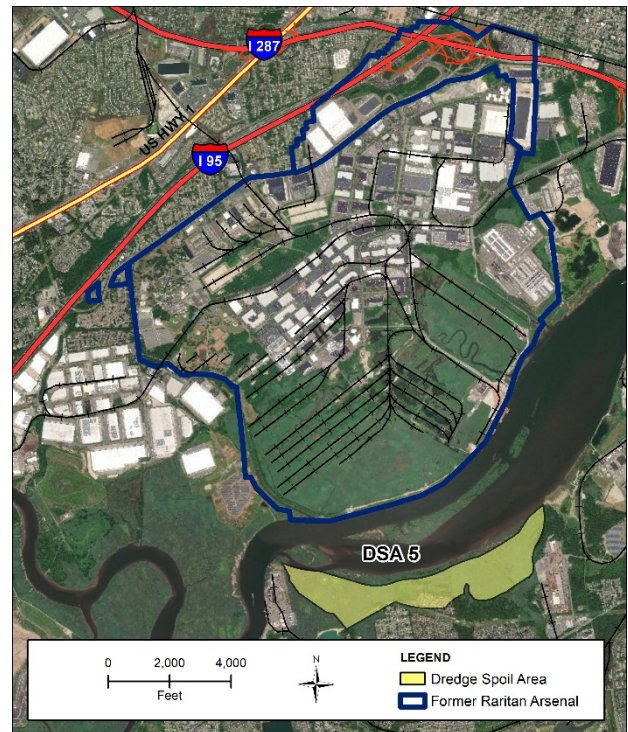 I 287
US HWY 1
I 95
DSA 5
0 2,000 4,000
Feet
N
LEGEND
Dredge Spoil Area
Former Raritan Arsenal